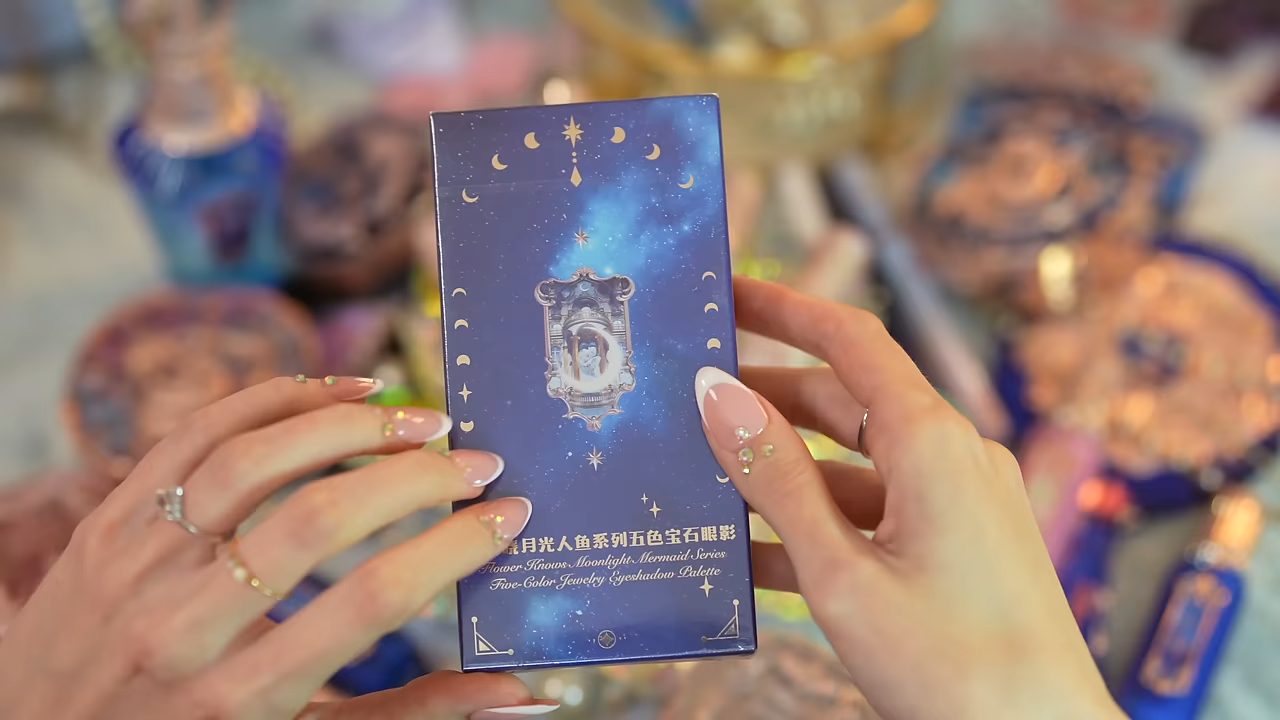 月光人鱼系列五色宝石眼影
Flower Knows Moonlight Mermaid Series
Five-Color Jewelry Eyeshadow Palette